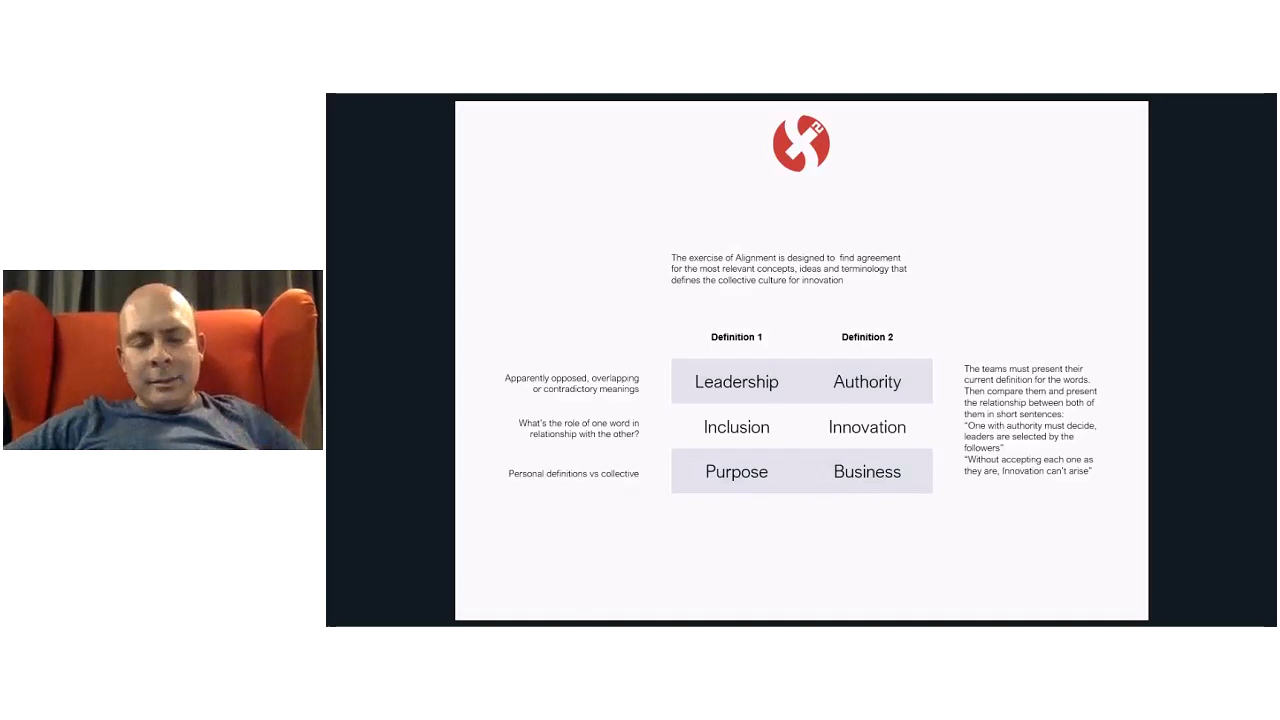 2
The exercise of Alignment is designed to find agreement
for the most relevant concepts, ideas and terminology that
defines the collective culture for innovation
Definition 1 Definition 2
Apparently opposed, overlapping
or contradictory meanings
Leadership Authority
What's the role of one word in
relationship with the other?
Inclusion Innovation
Personal definitions vs collective
Purpose Business
The teams must present their
current definition for the words.
Then compare them and present
the relationship between both of
them in short sentences:
“One with authority must decide,
leaders are selected by the
followers”
“Without accepting each one as
they are, Innovation can't arise”